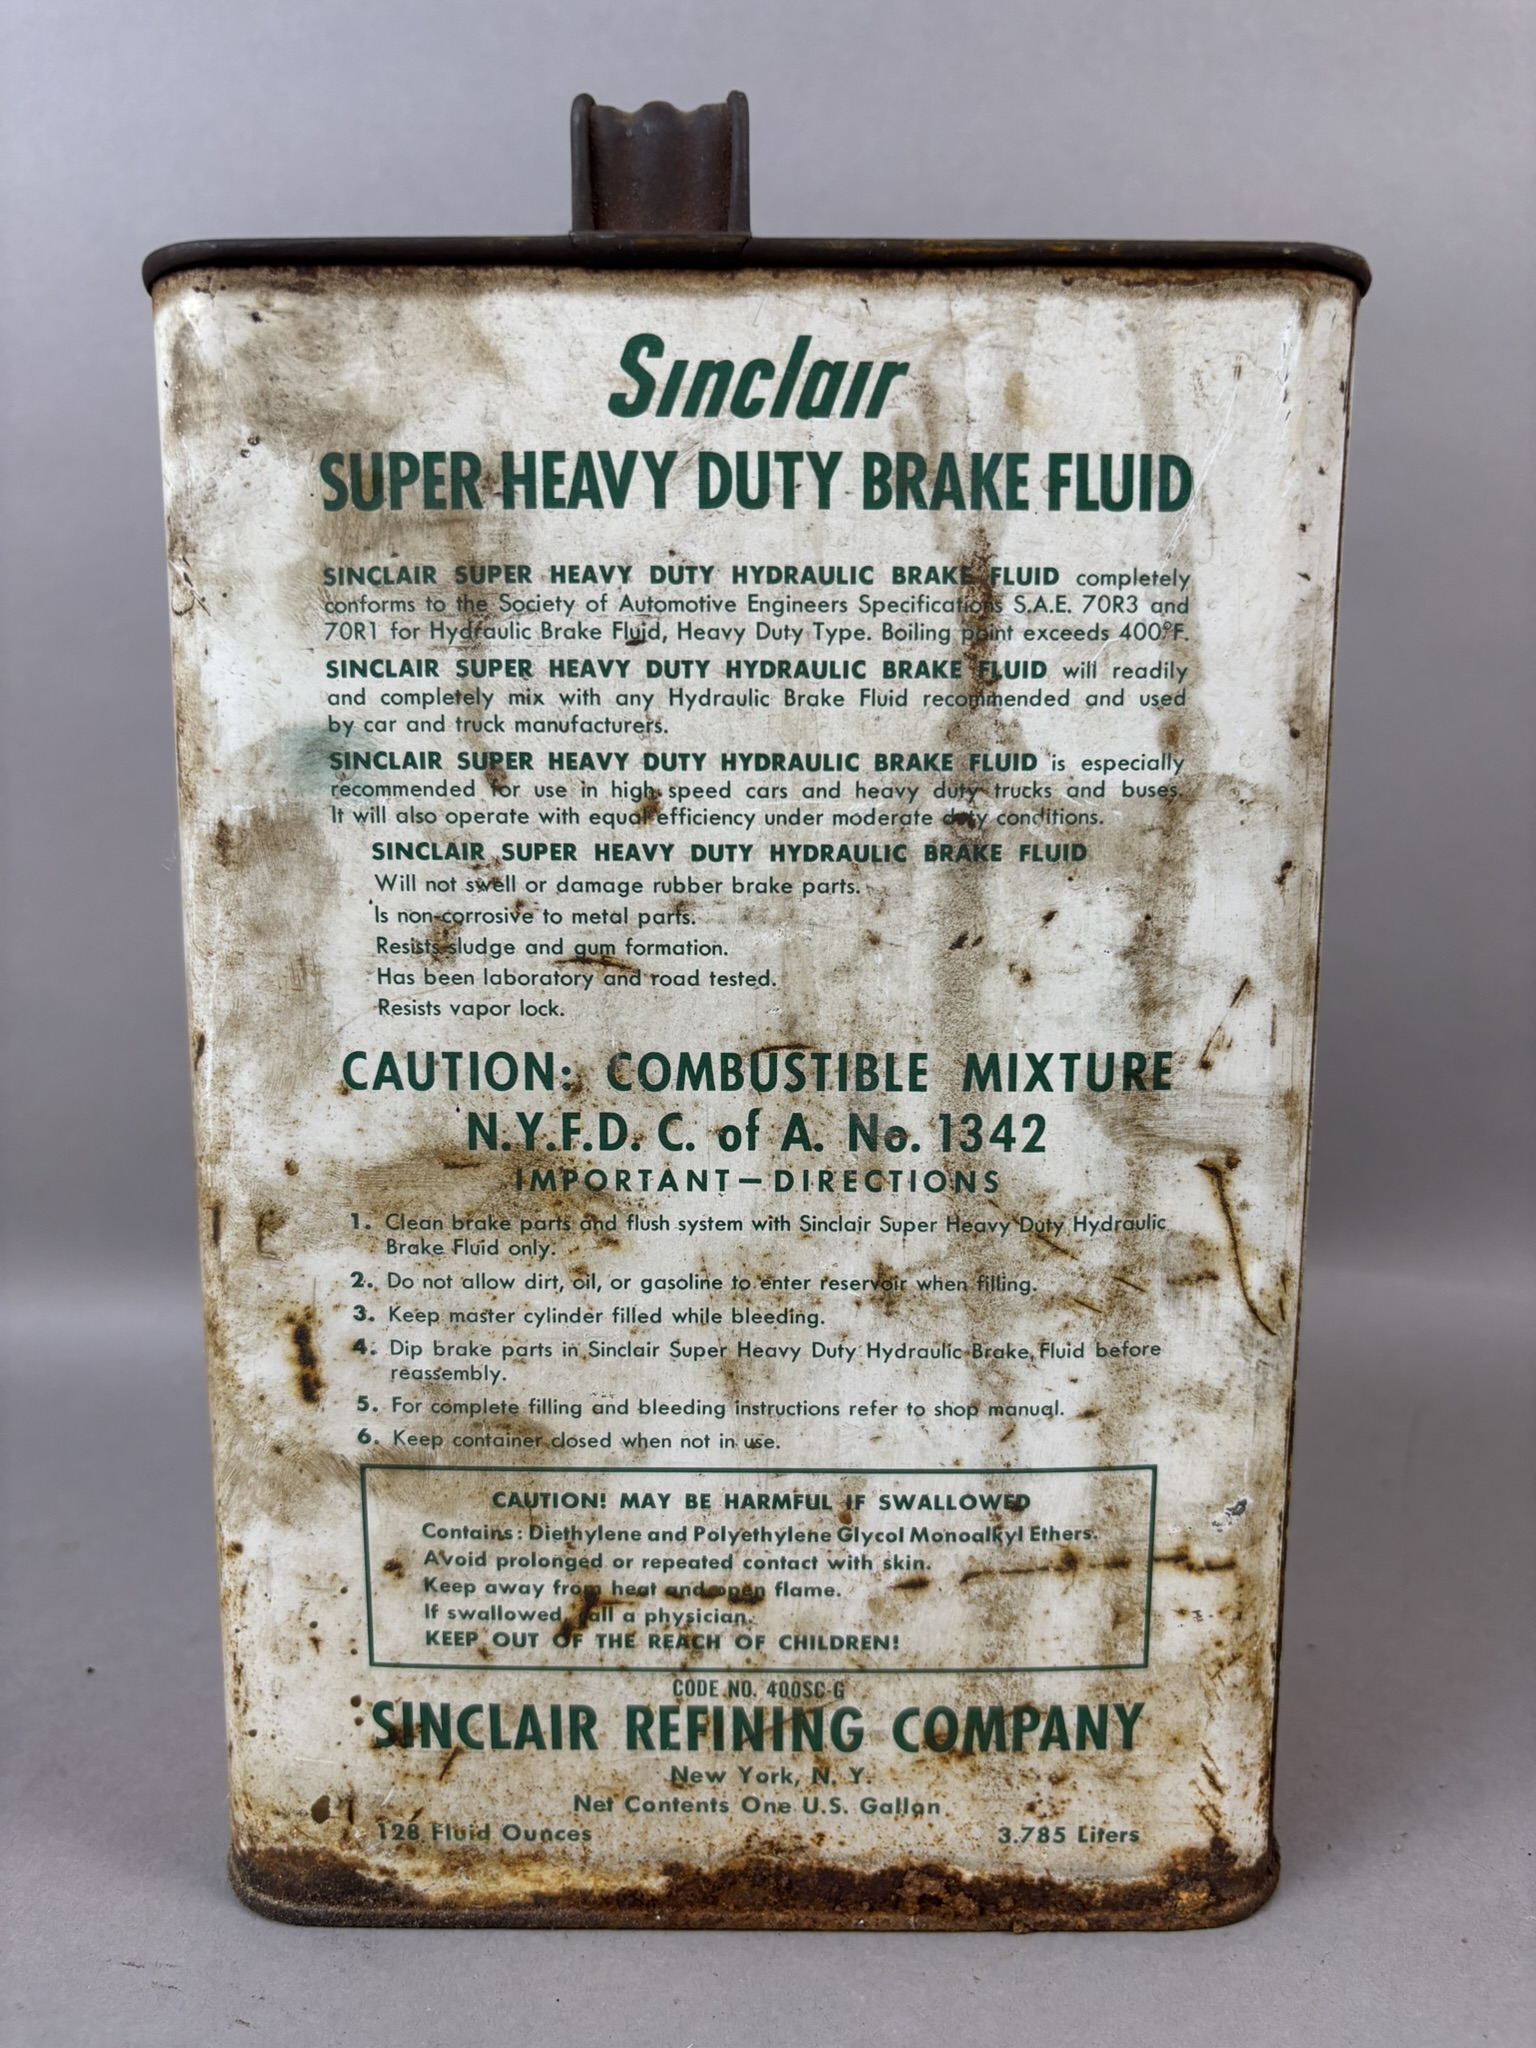 Sinclair
SUPER HEAVY DUTY BRAKE FLUID
SINCLAIR SUPER HEAVY DUTY HYDRAULIC BRAKE FLUID completely
conforms to the Society of Automotive Engineers Specifications S.A.E. 70R3 and
70R1 for Hydraulic Brake Fluid, Heavy Duty Type. Boiling point exceeds 400°F.
SINCLAIR SUPER HEAVY DUTY HYDRAULIC BRAKE FLUID will readily
and completely mix with any Hydraulic Brake Fluid recommended and used
by car and truck manufacturers.
SINCLAIR SUPER HEAVY DUTY HYDRAULIC BRAKE FLUID is especially
recommended for use in high speed cars and heavy duty trucks and buses.
It will also operate with equal efficiency under moderate duty conditions.
SINCLAIR SUPER HEAVY DUTY HYDRAULIC BRAKE FLUID
Will not swell or damage rubber brake parts.
Is non-corrosive to metal parts.
Resists sludge and gum formation.
Has been laboratory and road tested.
Resists vapor lock.
CAUTION: COMBUSTIBLE MIXTURE
N.Y.F.D. C. of A. No. 1342
IMPORTANT—DIRECTIONS
1. Clean brake parts and flush system with Sinclair Super Heavy Duty Hydraulic
Brake Fluid only.
2. Do not allow dirt, oil, or gasoline to enter reservoir when filling.
3. Keep master cylinder filled while bleeding.
4. Dip brake parts in Sinclair Super Heavy Duty Hydraulic Brake Fluid before
reassembly.
5. For complete filling and bleeding instructions refer to shop manual.
6. Keep container closed when not in use.
CAUTION! MAY BE HARMFUL IF SWALLOWED
Contains: Diethylene and Polyethylene Glycol Monoalkyl Ethers.
Avoid prolonged or repeated contact with skin.
Keep away from heat and open flame.
If swallowed, call a physician.
KEEP OUT OF THE REACH OF CHILDREN!
CODE NO. 400SC-G
SINCLAIR REFINING COMPANY
New York, N. Y.
Net Contents One U.S. Gallon
128 Fluid Ounces
3.785 Liters